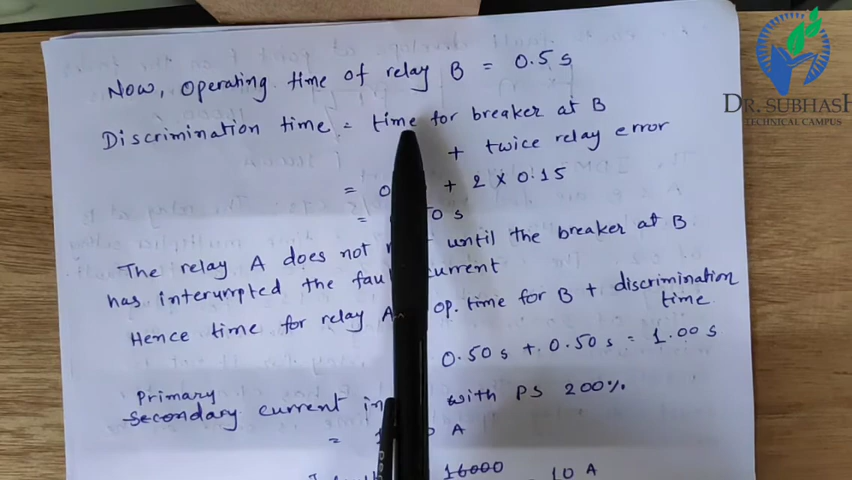 Now, Operating time of relay B = 0.5 s
DR. SUBHASH
TECHNICAL CAMPUS
Discrimination time = time for breaker at B
+ twice relay error
= 0 + 2 × 0.15
= 0 s
The relay A does not until the breaker at B
has interrupted the fault current
Hence time for relay A op. time for B + discrimination
time
0.50 s + 0.50 s = 1.00 s
Primary
Secondary current in with PS 200%
= A
16000 10 A